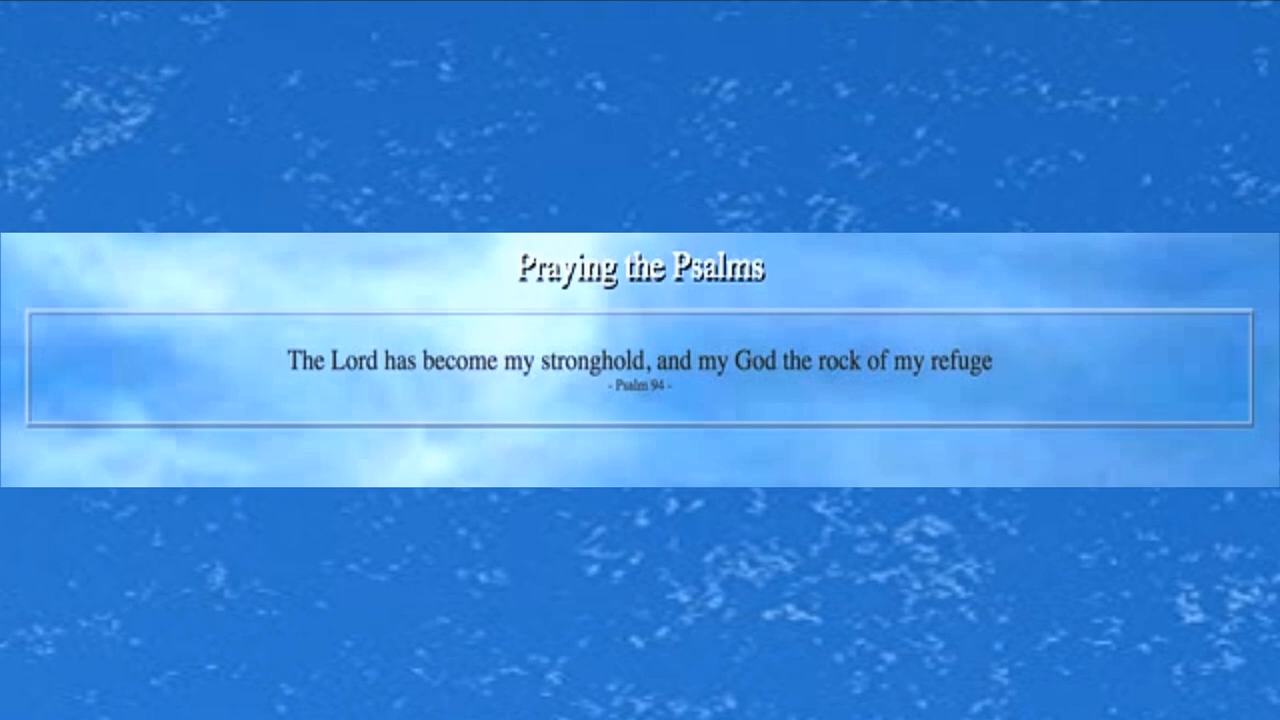 Praying the Psalms
The Lord has become my stronghold, and my God the rock of my refuge
- Psalm 94 -